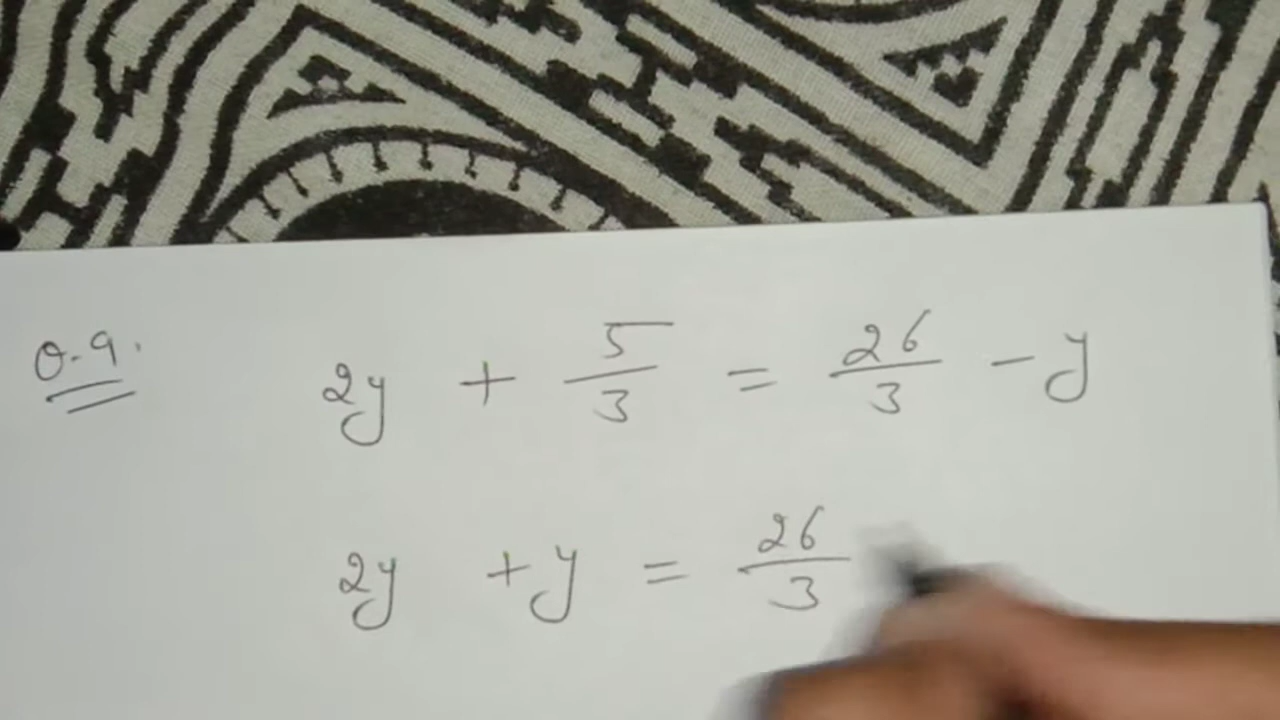 Q.9. 2y + 5/3 = 26/3 - y
2y + y = 26/3